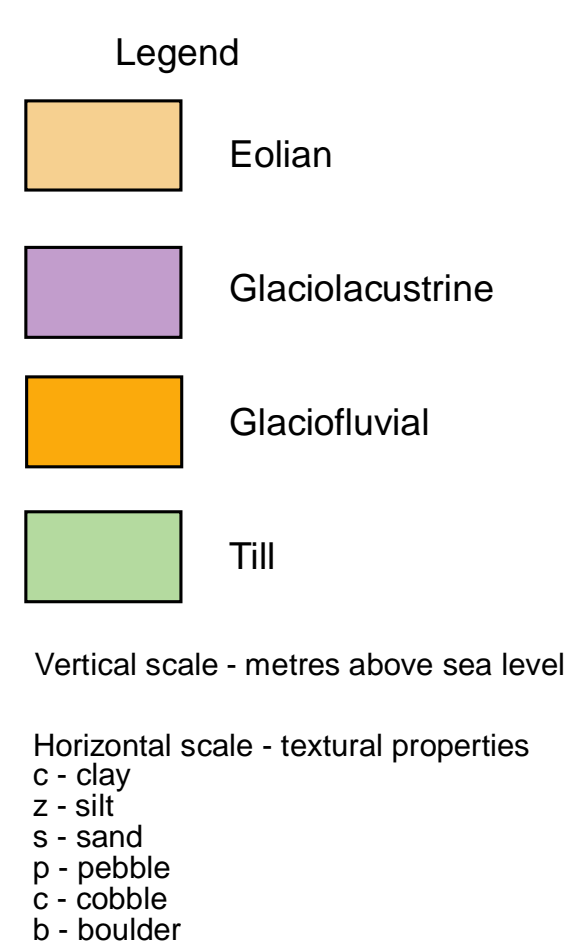 Legend
Eolian
Glaciolacustrine
Glaciofluvial
Till
Vertical scale - metres above sea level
Horizontal scale - textural properties
c - clay
z - silt
s - sand
p - pebble
c - cobble
b - boulder